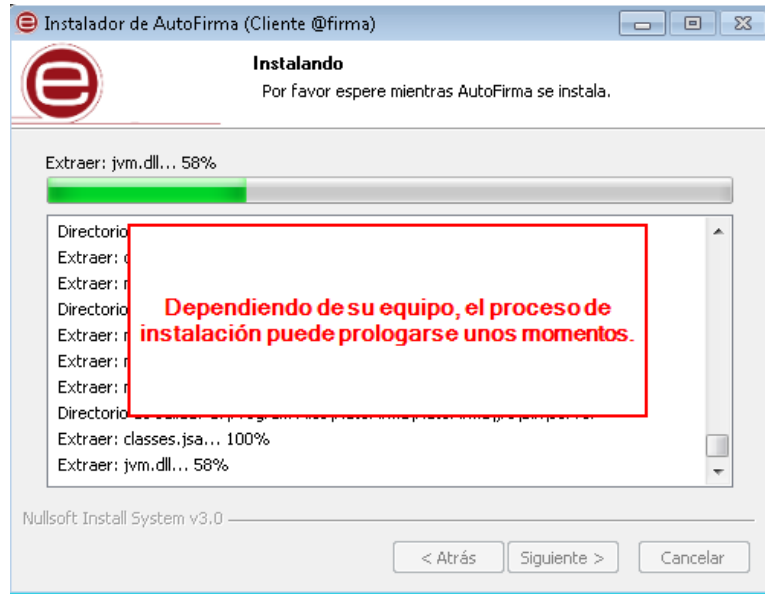 Instalador de AutoFirma (Cliente @firma)
Instalando
Por favor espere mientras AutoFirma se instala.
Extraer: jvm.dll... 58%
Directorio
Extraer:
Extraer:
Directorio
Extraer:
Extraer:
Extraer:
Directorio
Dependiendo de su equipo, el proceso de
instalación puede prologarse unos momentos.
Extraer: classes.jsa... 100%
Extraer: jvm.dll... 58%
Nullsoft Install System v3.0
< Atrás
Siguiente >
Cancelar